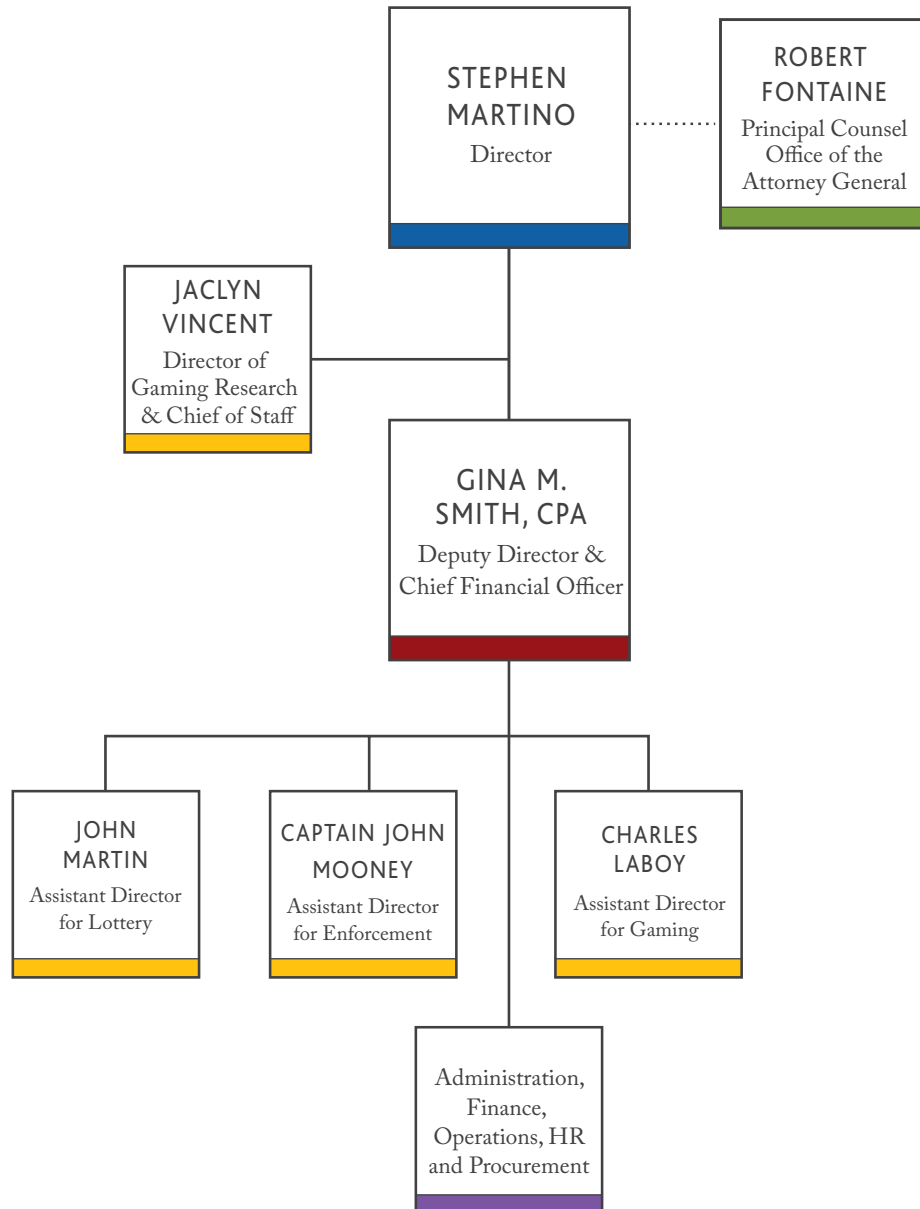 STEPHEN
MARTINO
Director
ROBERT
FONTAINE
Principal Counsel
Office of the
Attorney General
JACLYN
VINCENT
Director of
Gaming Research
& Chief of Staff
GINA M.
SMITH, CPA
Deputy Director &
Chief Financial Officer
JOHN
MARTIN
Assistant Director
for Lottery
CAPTAIN JOHN
MOONEY
Assistant Director
for Enforcement
CHARLES
LABOY
Assistant Director
for Gaming
Administration,
Finance,
Operations, HR
and Procurement